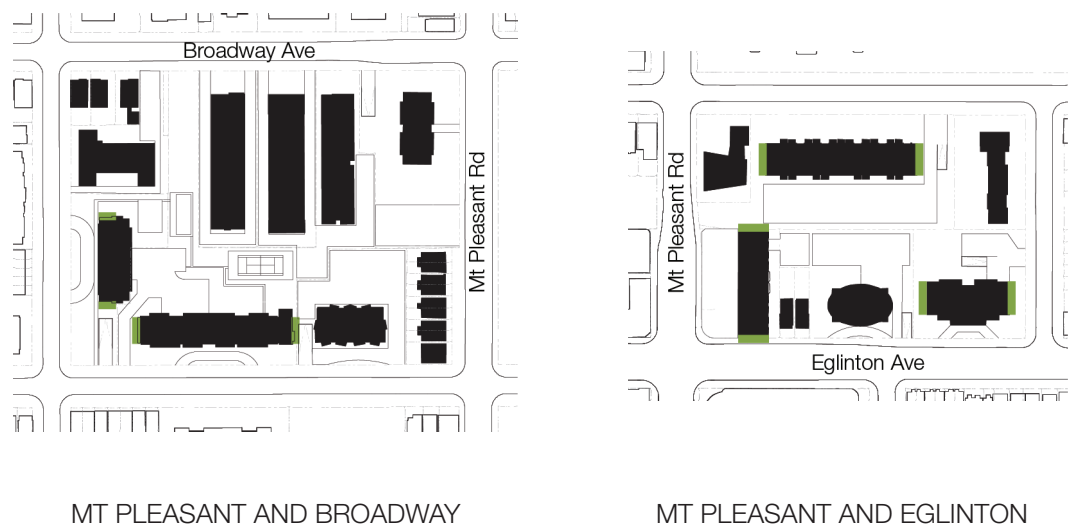 Broadway Ave
Mt Pleasant Rd
Mt Pleasant Rd
Eglinton Ave
MT PLEASANT AND BROADWAY
MT PLEASANT AND EGLINTON